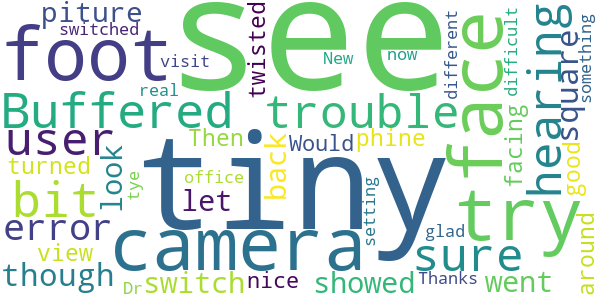 piture see twisted different difficult hearing something
switched
foot New now face square
visit
real
Buffered trouble
user tiny Then back Would phine facing good
turned look office
bit tye let setting try
error camera glad sure around
view
though Dr switch nice showed Thanks went